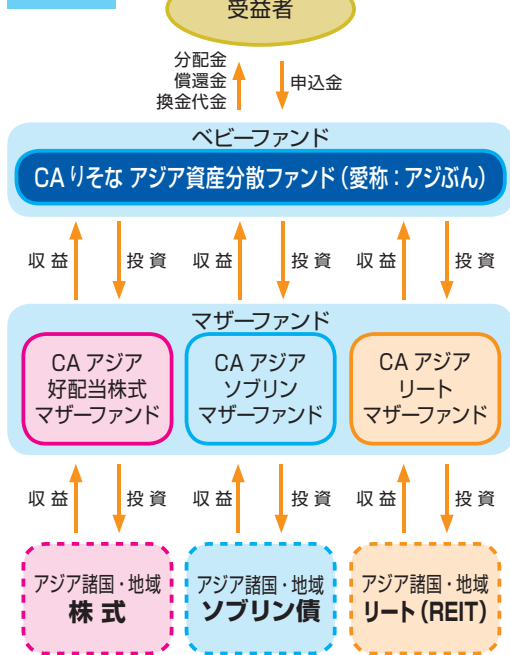 受益者
分配金
償還金
換金代金
申込金
ベビーファンド
CAりそな アジア資産分散ファンド(愛称:アジぶん)
収益 投資 収益 投資 収益 投資
マザーファンド
CA アジア
好配当株式
マザーファンド
CA アジア
ソブリン
マザーファンド
CA アジア
リート
マザーファンド
収益 投資 収益 投資 収益 投資
アジア諸国・地域
株式
アジア諸国・地域
ソブリン債
アジア諸国・地域
リート(REIT)